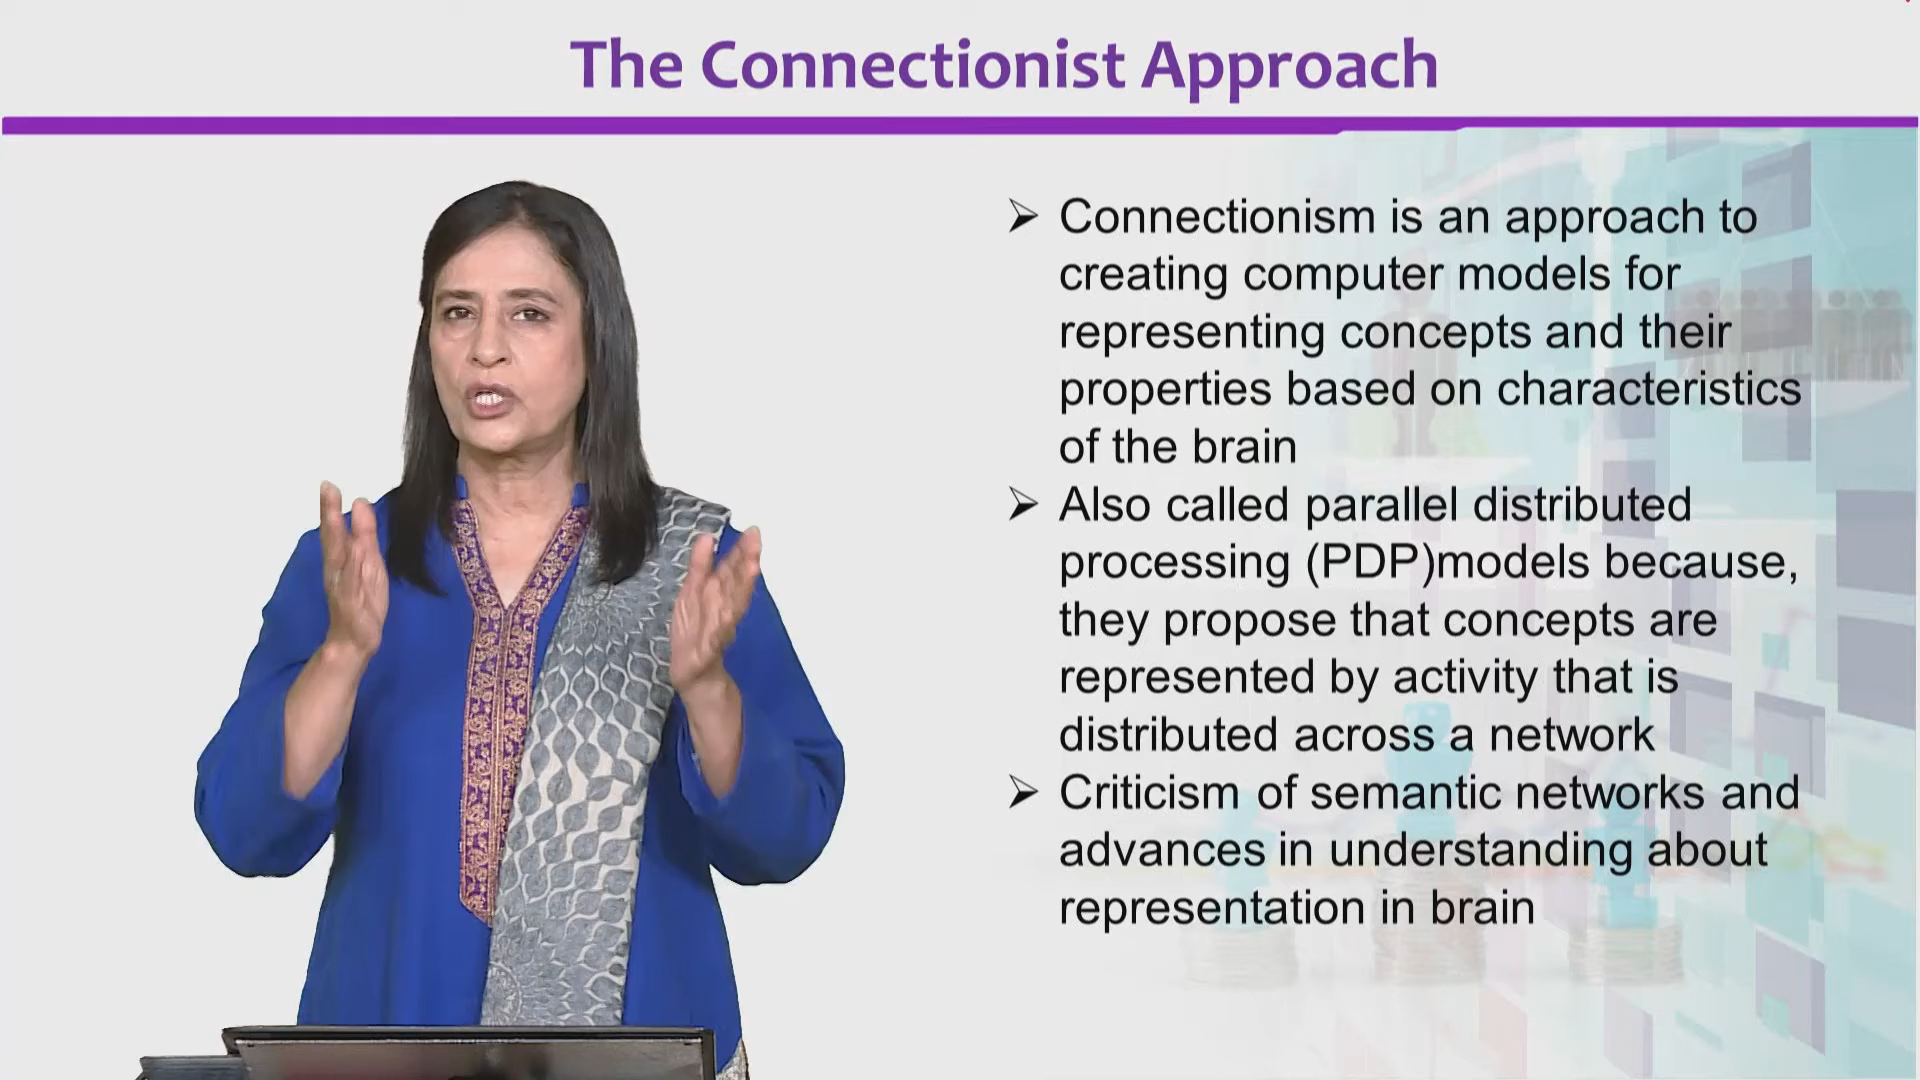 The Connectionist Approach
➢ Connectionism is an approach to
creating computer models for
representing concepts and their
properties based on characteristics
of the brain
➢ Also called parallel distributed
processing (PDP)models because,
they propose that concepts are
represented by activity that is
distributed across a network
➢ Criticism of semantic networks and
advances in understanding about
representation in brain